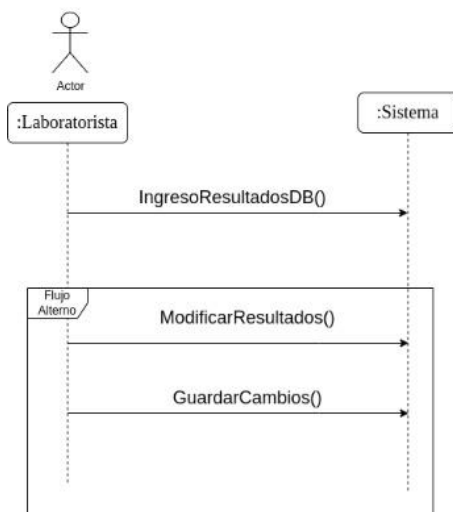 Actor
:Laboratorista
:Sistema
IngresoResultadosDB()
Flujo
Alterno
ModificarResultados()
GuardarCambios()